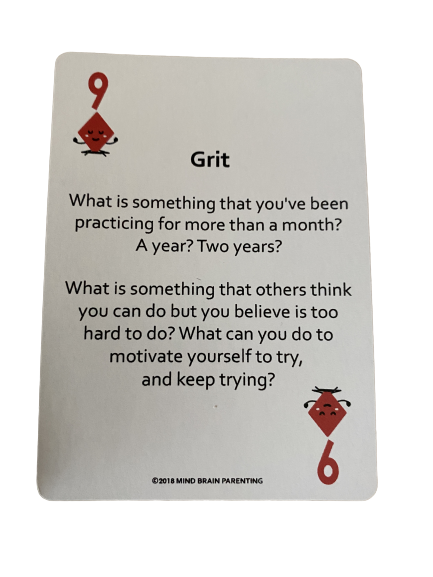 9
Grit
What is something that you've been
practicing for more than a month?
A year? Two years?
What is something that others think
you can do but you believe is too
hard to do? What can you do to
motivate yourself to try,
and keep trying?
9
©2018 MIND BRAIN PARENTING